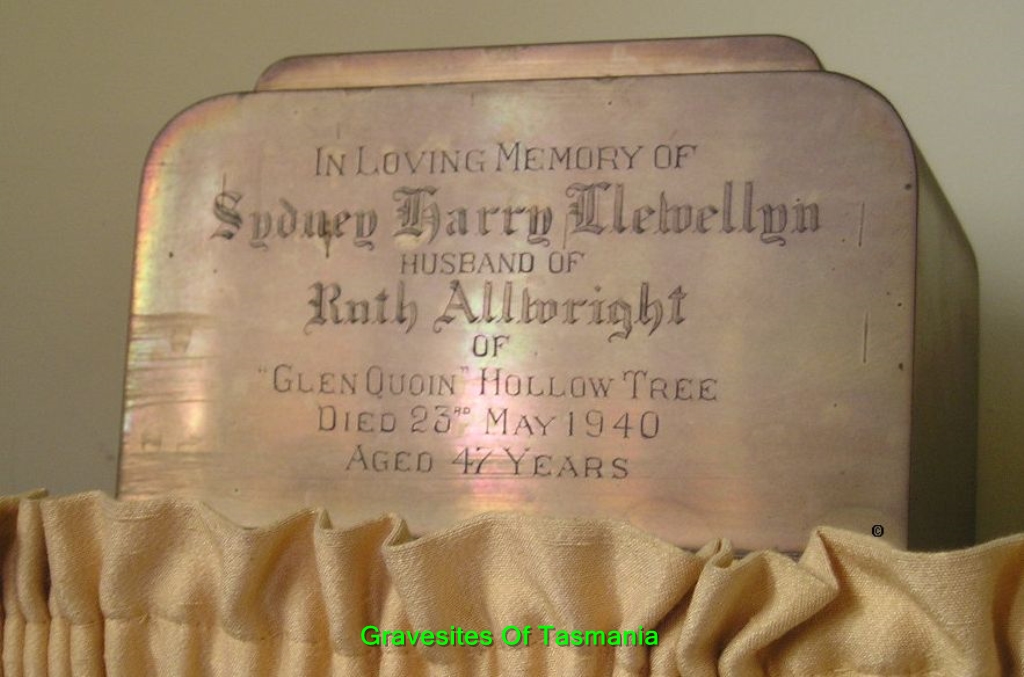 IN LOVING MEMORY OF
Sydney Harry Llewellyn
HUSBAND OF
Ruth Allwright
OF
"GLEN QUOIN" HOLLOW TREE
DIED 23RD MAY 1940
AGED 47 YEARS
©
Gravesites Of Tasmania